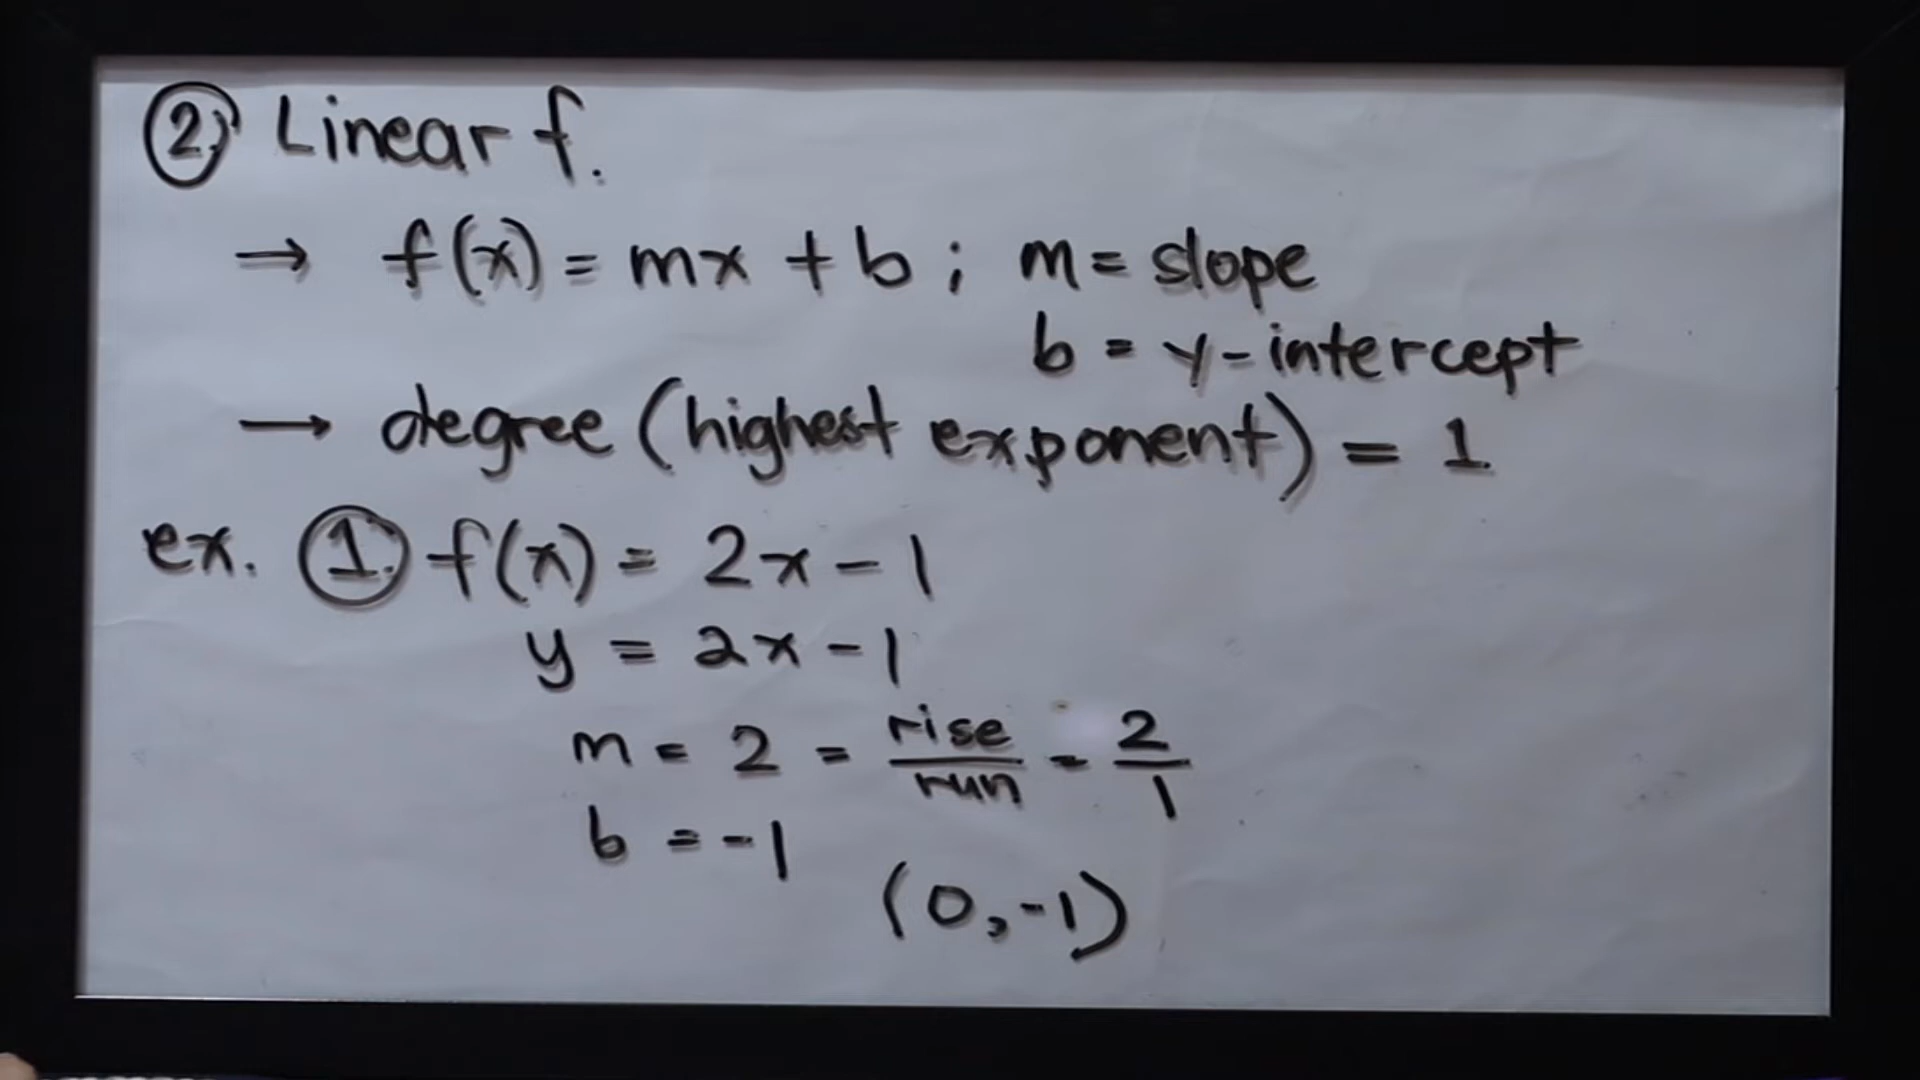 2. Linear f.
→ f(x) = mx + b ; m = slope
b = y-intercept
→ degree (highest exponent) = 1
ex. 1. f(x) = 2x - 1
y = 2x - 1
m = 2 = rise/run = 2/1
b = -1
(0, -1)